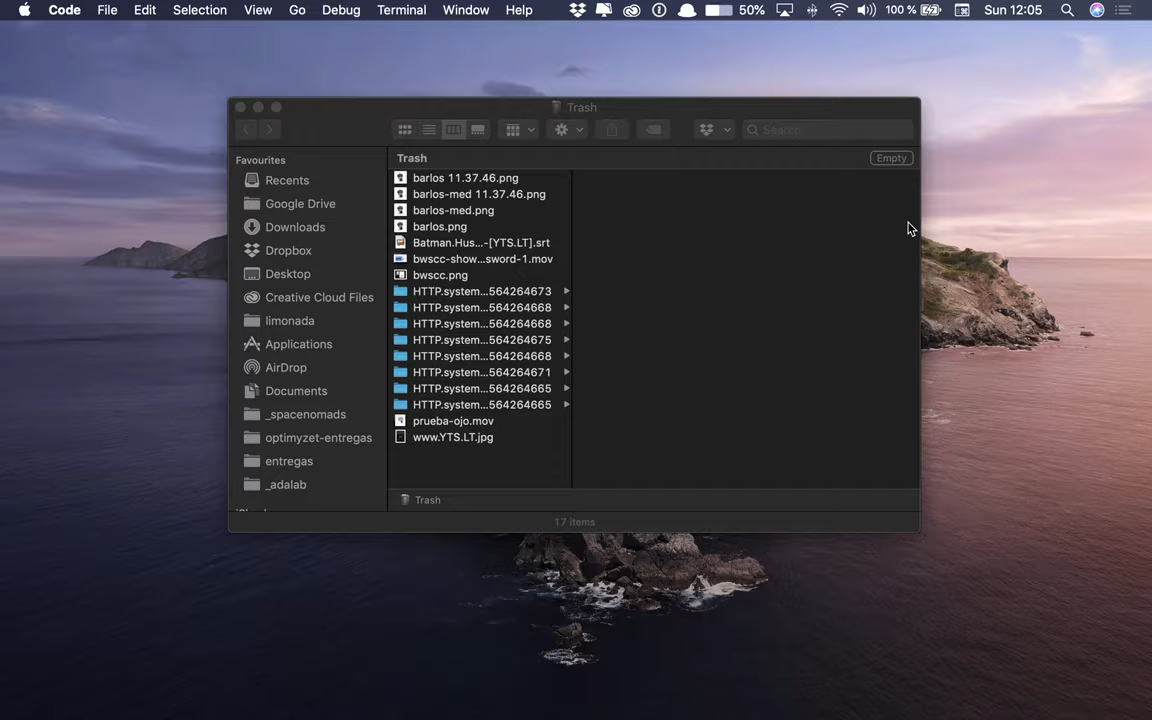 Code File Edit Selection View Go Debug Terminal Window Help 50% 100 % Sun 12:05
Trash
Search
Favourites
Recents
Google Drive
Downloads
Dropbox
Desktop
Creative Cloud Files
limonada
Applications
AirDrop
Documents
_spacenomads
optimyzet-entregas
entregas
_adalab
Trash Empty
barlos 11.37.46.png
barlos-med 11.37.46.png
barlos-med.png
barlos.png
Batman.Hus...-[YTS.LT].srt
bwscc-show...sword-1.mov
bwscc.png
HTTP.system...564264673
HTTP.system...564264668
HTTP.system...564264668
HTTP.system...564264675
HTTP.system...564264668
HTTP.system...564264671
HTTP.system...564264665
HTTP.system...564264665
prueba-ojo.mov
www.YTS.LT.jpg
Trash
17 items